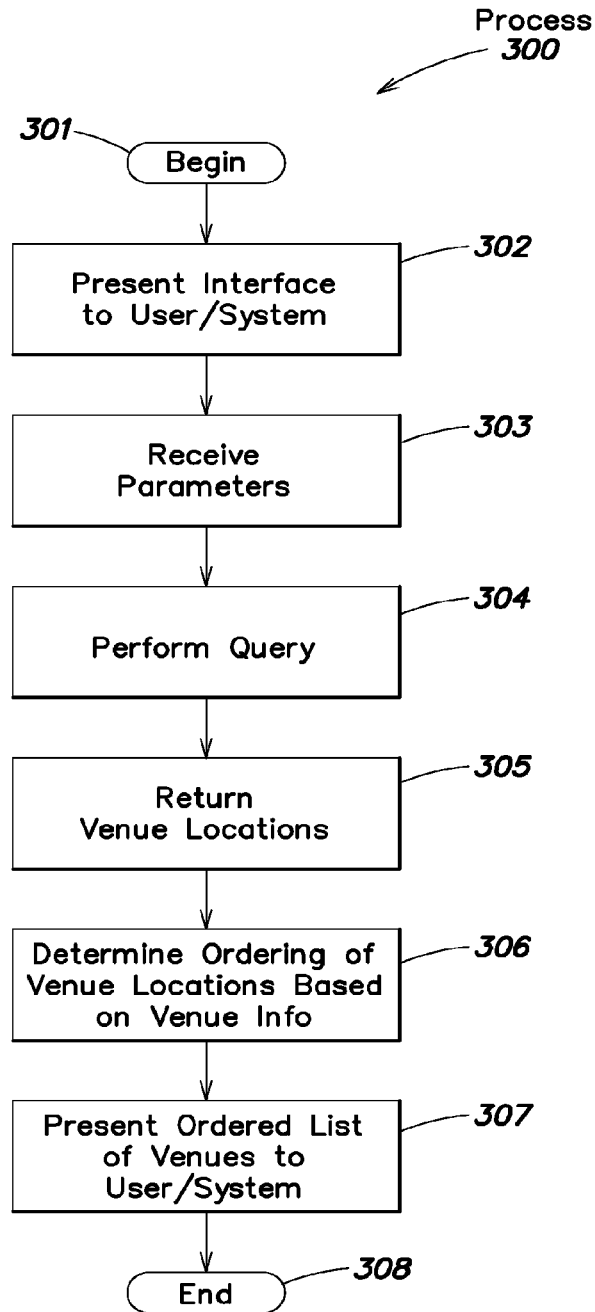 Process
300
301
Begin
302
Present Interface
to User/System
303
Receive
Parameters
304
Perform Query
305
Return
Venue Locations
306
Determine Ordering of
Venue Locations Based
on Venue Info
307
Present Ordered List
of Venues to
User/System
308
End